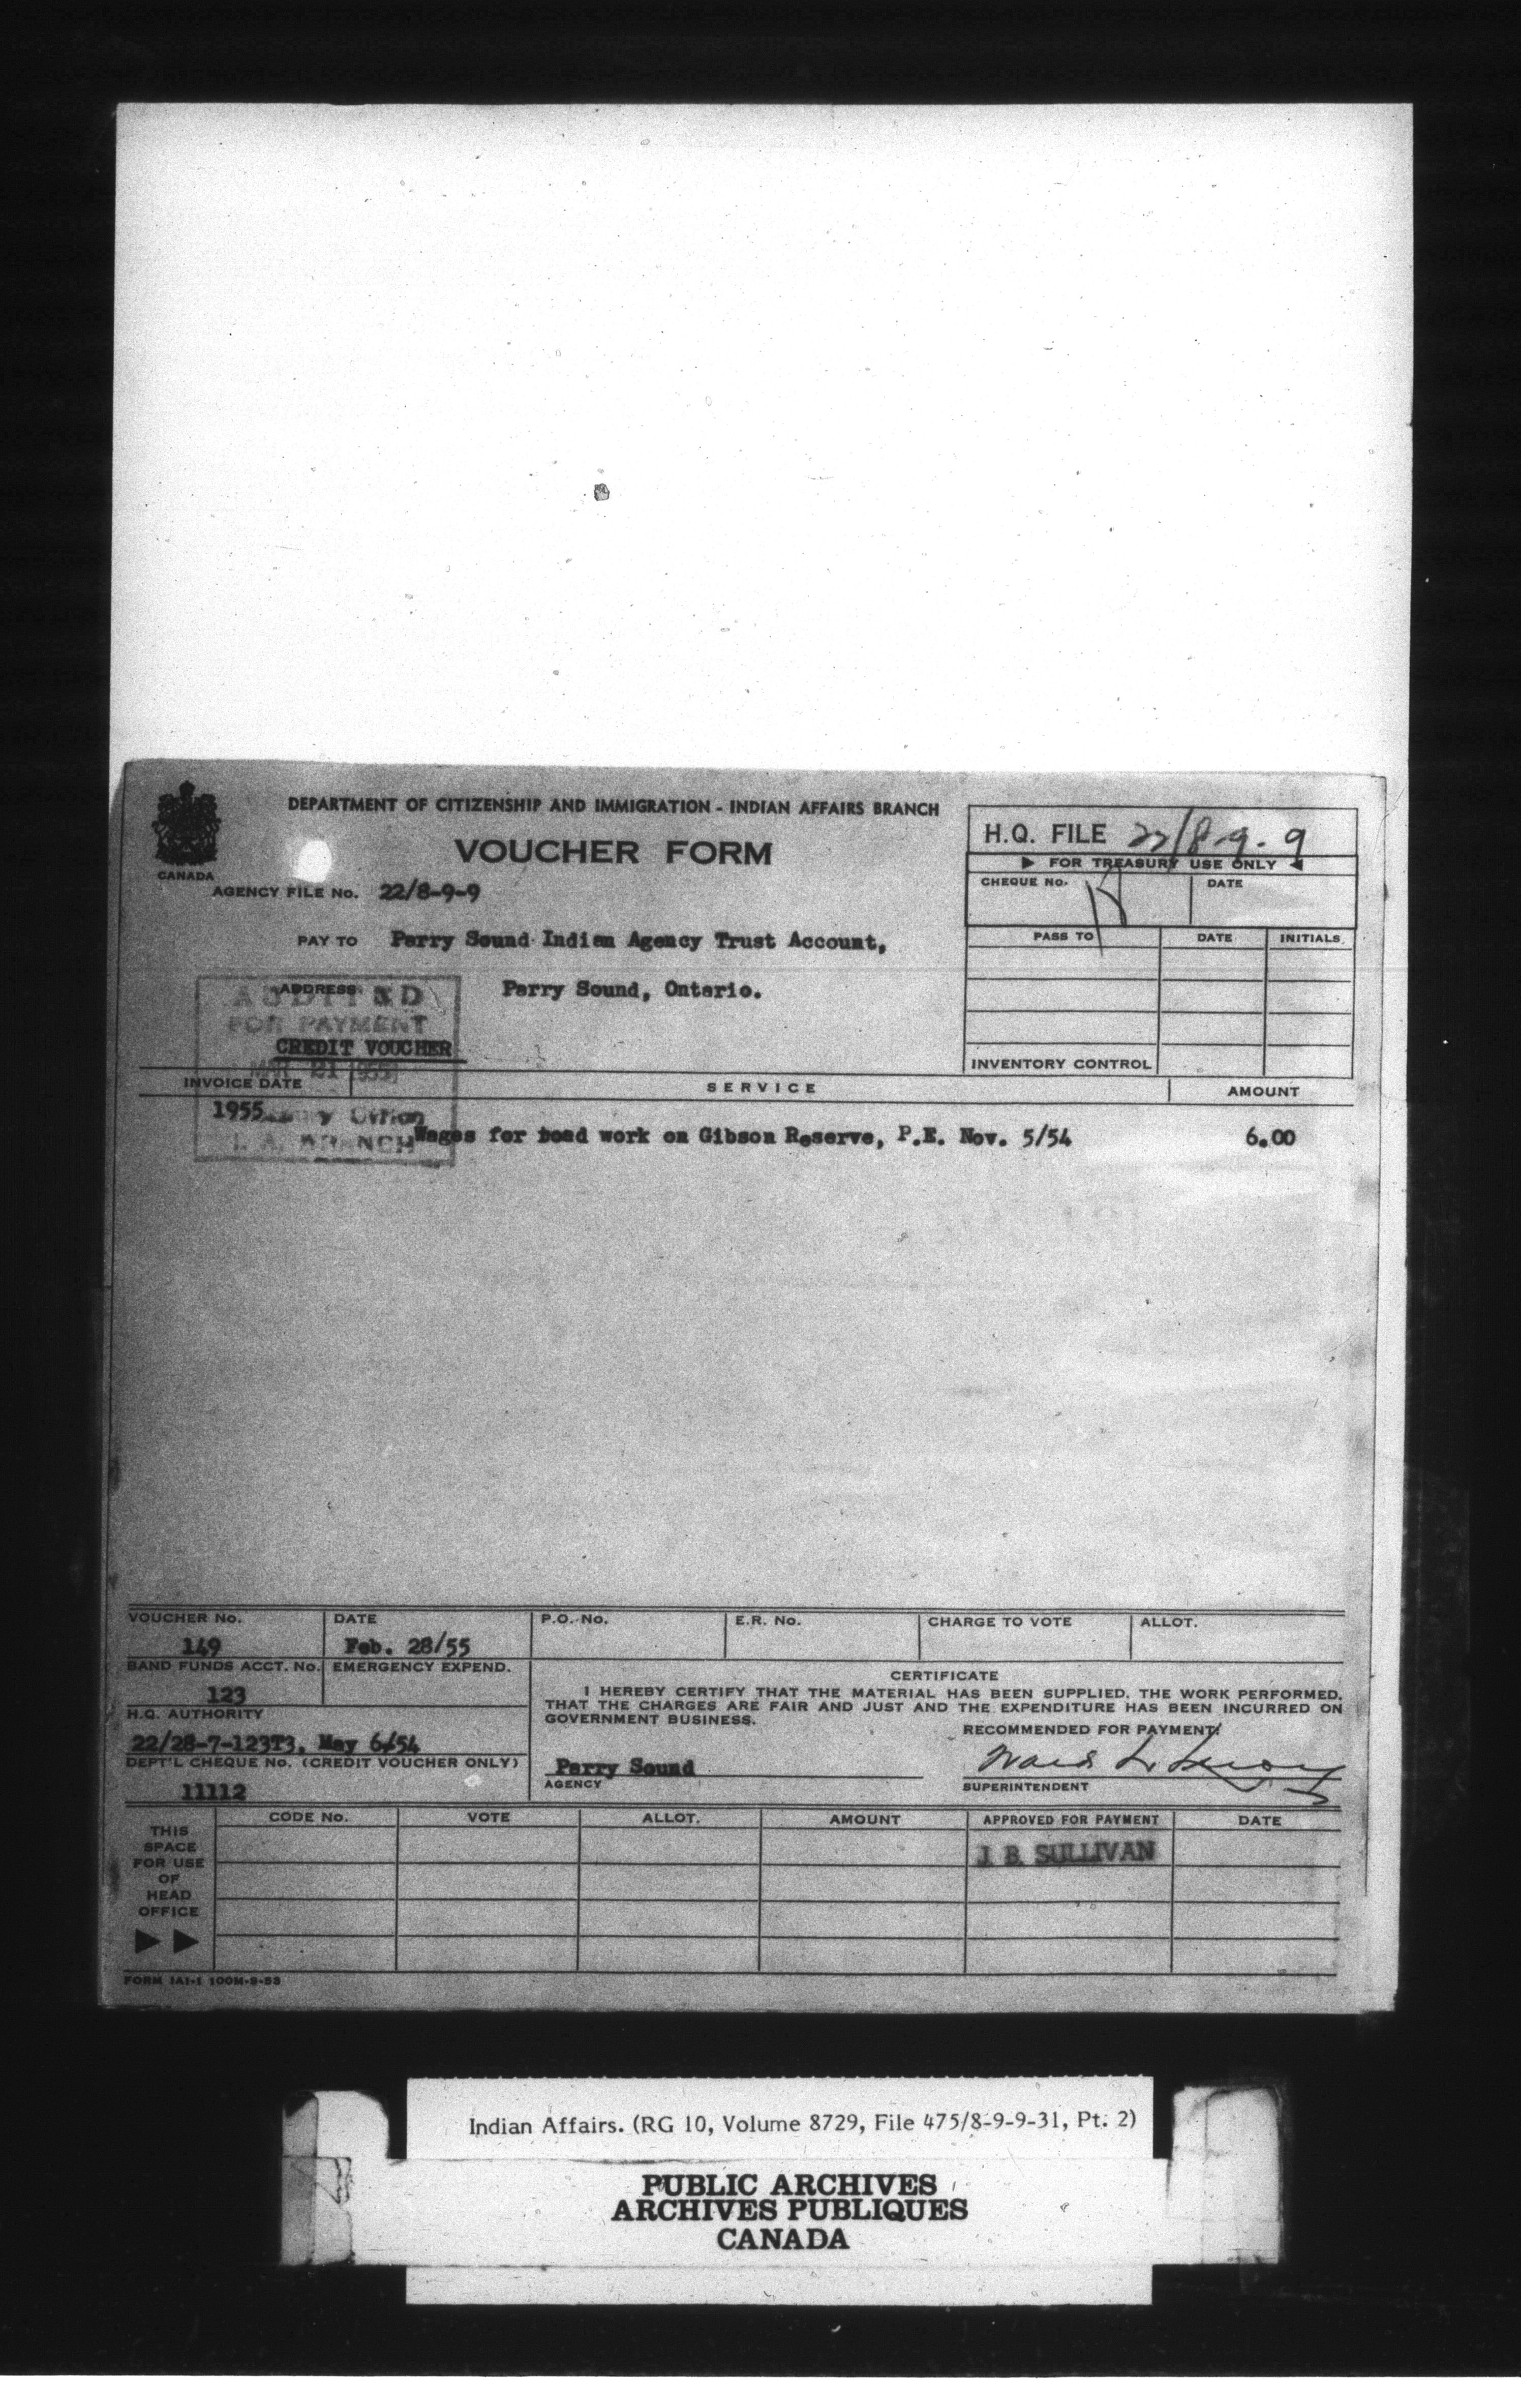 DEPARTMENT OF CITIZENSHIP AND IMMIGRATION - INDIAN AFFAIRS BRANCH
VOUCHER FORM
CANADA
AGENCY FILE No. 22/8-9-9
H.Q. FILE 22/8-9-9
▶ FOR TREASURY USE ONLY ◀
CHEQUE No. DATE
PAY TO Parry Sound Indian Agency Trust Account,
PASS TO DATE INITIALS
ADDRESS Parry Sound, Ontario.
AUDITED
FOR PAYMENT
CREDIT VOUCHER
MAR 21 1955
INVENTORY CONTROL
INVOICE DATE SERVICE AMOUNT
1955
I. A. BRANCH
Wages for road work on Gibson Reserve, P.E. Nov. 5/54 6.00
VOUCHER No. DATE P.O. No. E.R. No. CHARGE TO VOTE ALLOT.
149 Feb. 28/55
BAND FUNDS ACCT. No. EMERGENCY EXPEND.
123
CERTIFICATE
I HEREBY CERTIFY THAT THE MATERIAL HAS BEEN SUPPLIED. THE WORK PERFORMED.
THAT THE CHARGES ARE FAIR AND JUST AND THE EXPENDITURE HAS BEEN INCURRED ON
GOVERNMENT BUSINESS.
H.Q. AUTHORITY
22/28-7-123T3, May 6/54
RECOMMENDED FOR PAYMENT
DEPT'L CHEQUE No. (CREDIT VOUCHER ONLY)
11112
Parry Sound
AGENCY
SUPERINTENDENT
THIS
SPACE
FOR USE
OF
HEAD
OFFICE
CODE No. VOTE ALLOT. AMOUNT APPROVED FOR PAYMENT DATE
J. B. SULLIVAN
FORM IAI-1 100M-9-53
Indian Affairs. (RG 10, Volume 8729, File 475/8-9-9-31, Pt. 2)
PUBLIC ARCHIVES
ARCHIVES PUBLIQUES
CANADA